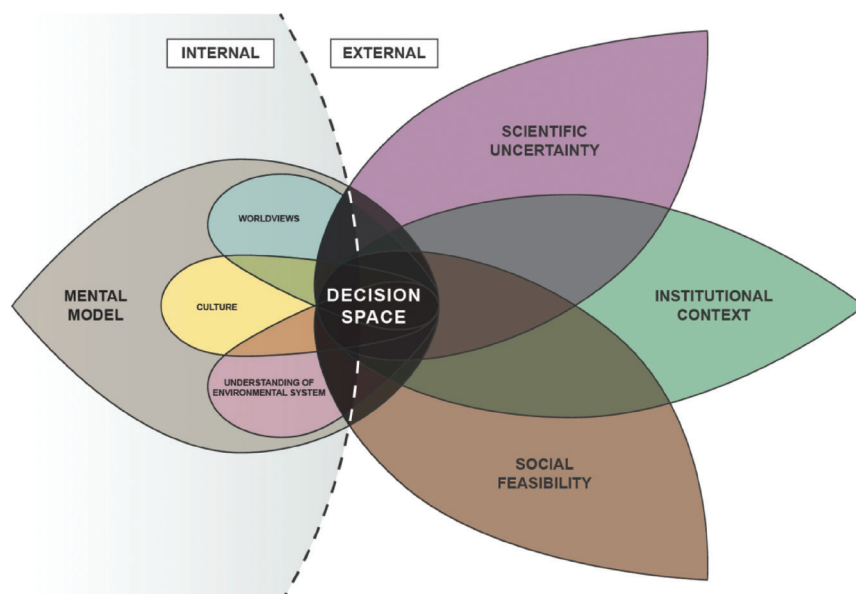 INTERNAL
EXTERNAL
SCIENTIFIC
UNCERTAINTY
WORLDVIEWS
MENTAL
MODEL
CULTURE
DECISION
SPACE
INSTITUTIONAL
CONTEXT
UNDERSTANDING OF
ENVIRONMENTAL SYSTEM
SOCIAL
FEASIBILITY